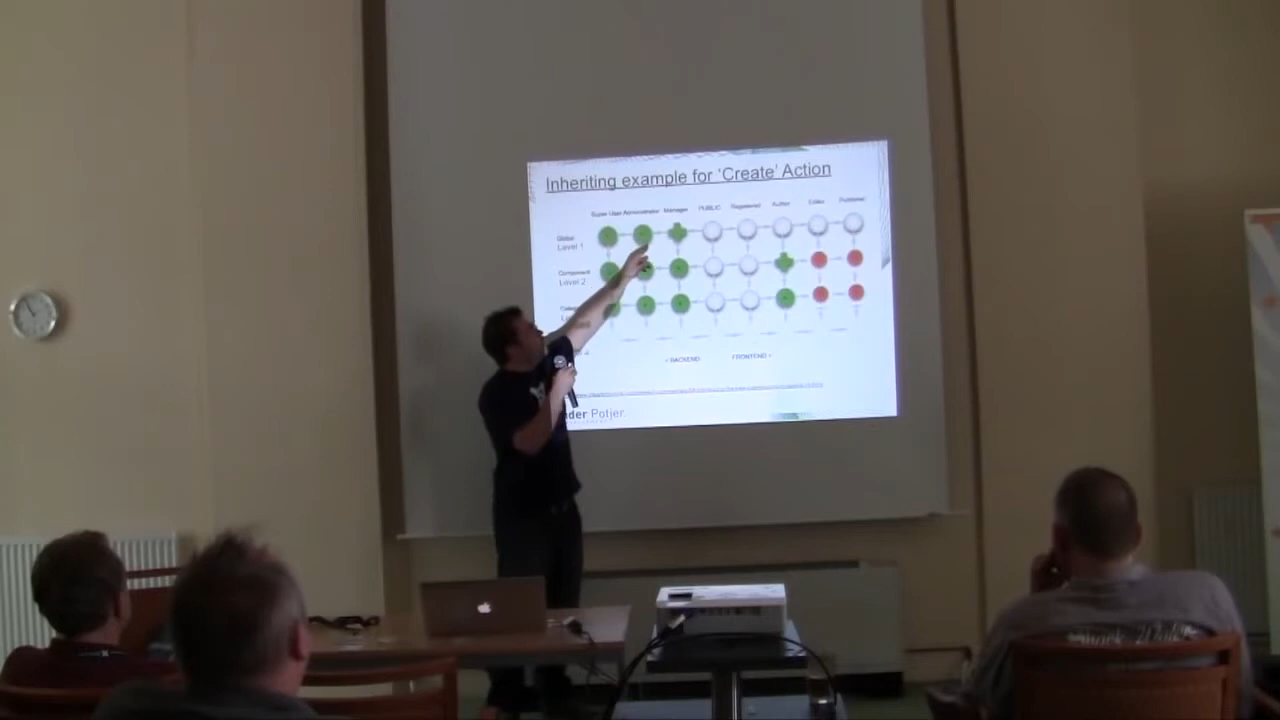 Inheriting example for 'Create' Action
Super User Administrator Manager PUBLIC Registered Author Editor Publisher
Global
Level 1
Component
Level 2
< BACKEND FRONTEND >
der Potjer.